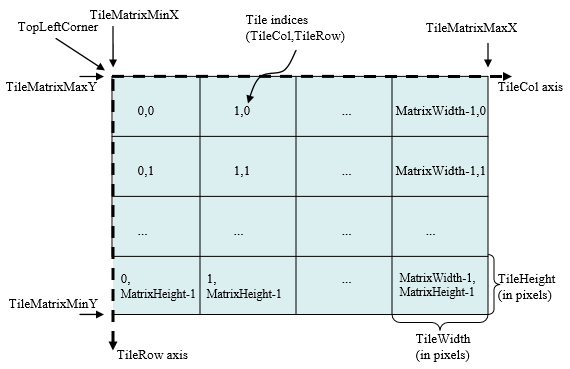 TileMatrixMinX
TopLeftCorner
Tile indices
(TileCol,TileRow)
TileMatrixMaxX
TileMatrixMaxY
TileCol axis
0,0
1,0
...
MatrixWidth-1,0
0,1
1,1
...
MatrixWidth-1,1
...
...
...
...
0,
MatrixHeight-1
1,
MatrixHeight-1
...
MatrixWidth-1,
MatrixHeight-1
TileHeight
(in pixels)
TileMatrixMinY
TileWidth
(in pixels)
TileRow axis